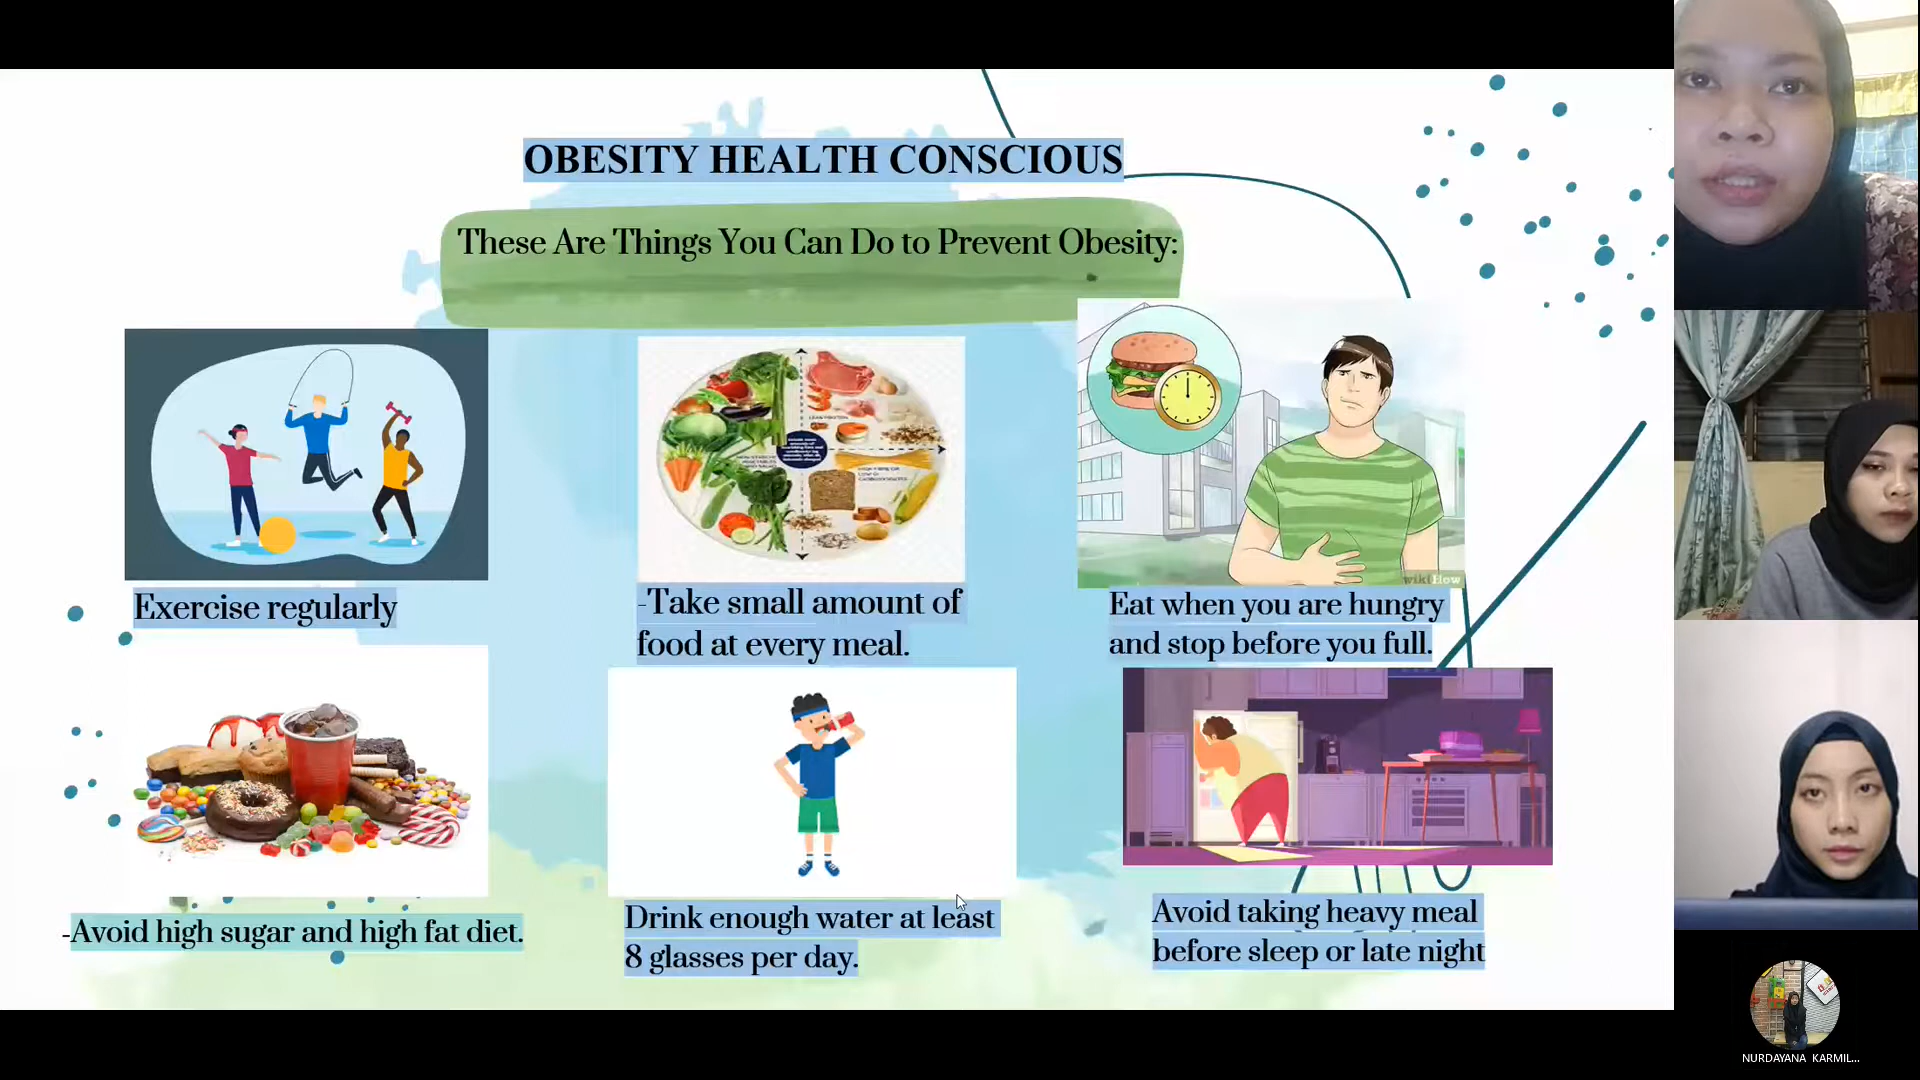 OBESITY HEALTH CONSCIOUS
These Are Things You Can Do to Prevent Obesity:
wikiHow
Exercise regularly
-Take small amount of
food at every meal.
Eat when you are hungry
and stop before you full.
-Avoid high sugar and high fat diet.
Drink enough water at least
8 glasses per day.
Avoid taking heavy meal
before sleep or late night
NURDAYANA KARMIL...